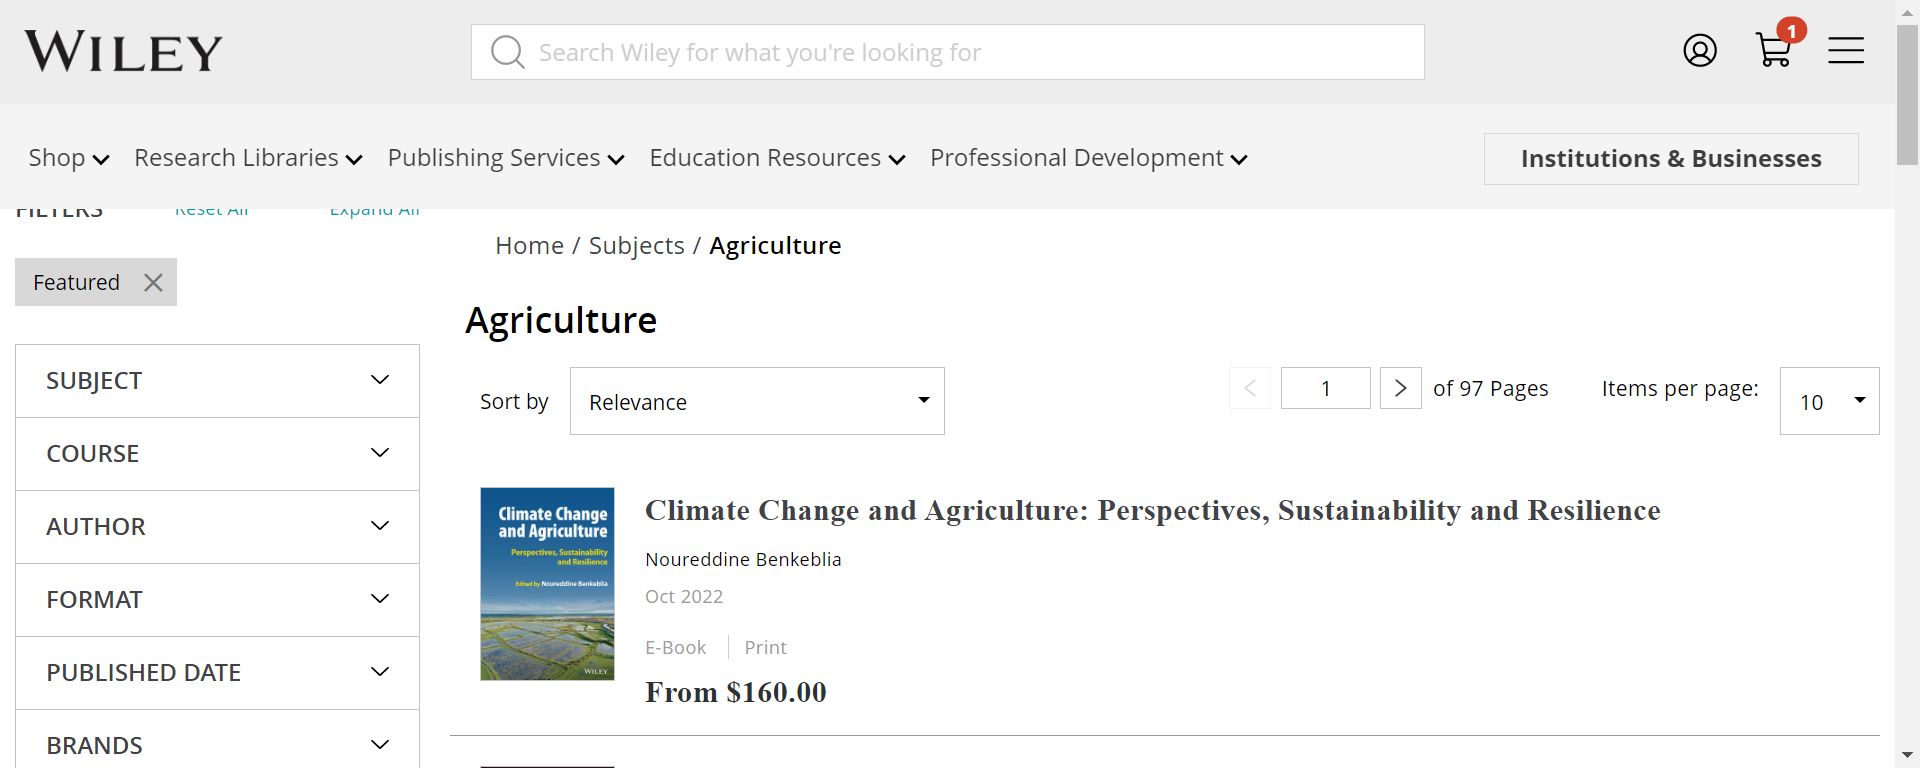 WILEY
Search Wiley for what you're looking for
1
Shop
Research Libraries
Publishing Services
Education Resources
Professional Development
Institutions & Businesses
FILTERS
Reset All
Expand All
Featured
SUBJECT
COURSE
AUTHOR
FORMAT
PUBLISHED DATE
BRANDS
Home / Subjects / Agriculture
Agriculture
Sort by
Relevance
1
of 97 Pages
Items per page:
10
Climate Change
and Agriculture
Perspectives, Sustainability
and Resilience
Edited by Noureddine Benkeblia
WILEY
Climate Change and Agriculture: Perspectives, Sustainability and Resilience
Noureddine Benkeblia
Oct 2022
E-Book
Print
From $160.00